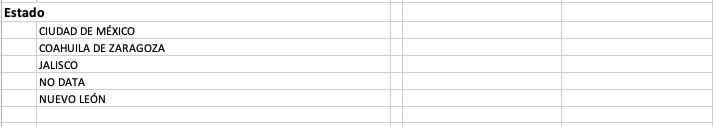 Estado
CIUDAD DE MÉXICO
COAHUILA DE ZARAGOZA
JALISCO
NO DATA
NUEVO LEÓN